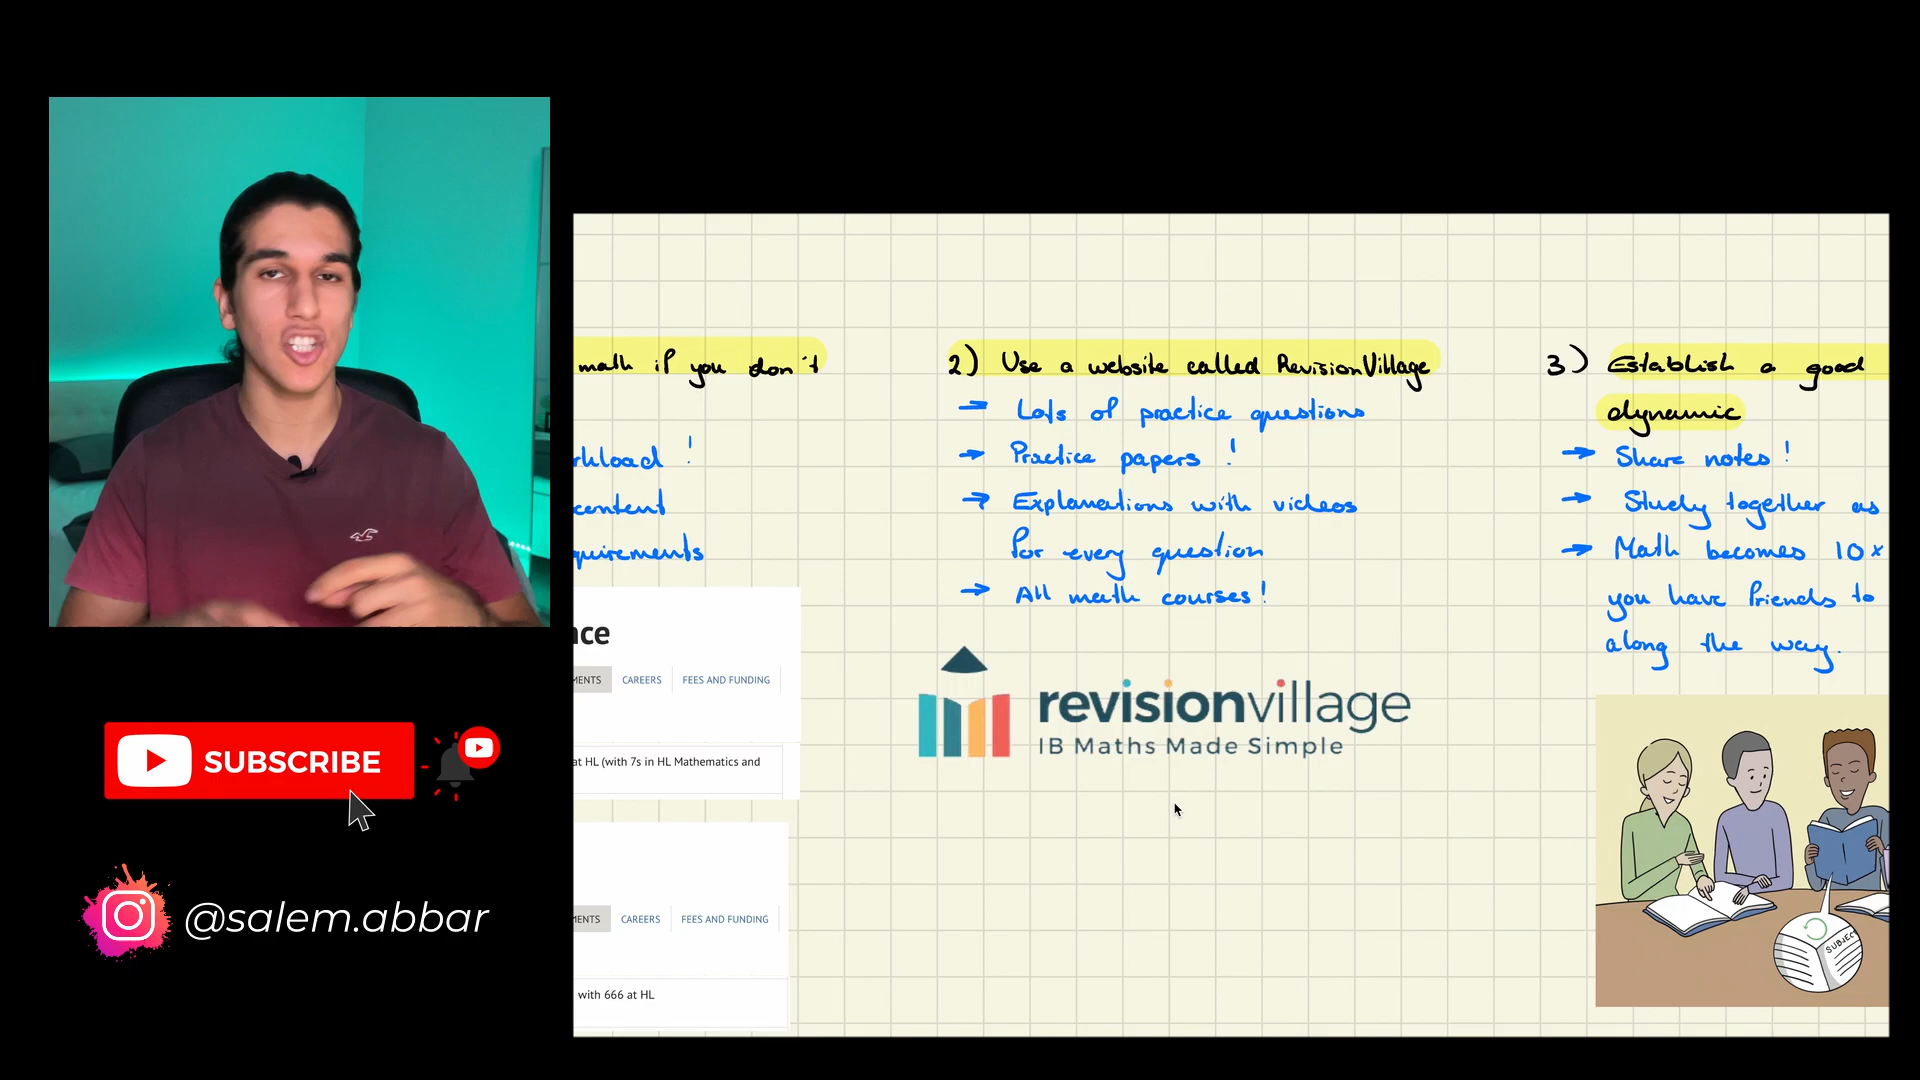 math if you don't
rkload !
content
quirements
nce
MENTS CAREERS FEES AND FUNDING
at HL (with 7s in HL Mathematics and
MENTS CAREERS FEES AND FUNDING
with 666 at HL
2) Use a website called RevisionVillage
→ Lots of practice questions
→ Practice papers !
→ Explanations with videos
for every question
→ All math courses!
revisionvillage
IB Maths Made Simple
3) Establish a good
dynamic
→ Share notes!
→ Study together as
→ Math becomes 10x
you have friends to
along the way.
SUBJECT
SUBSCRIBE
@salem.abbar